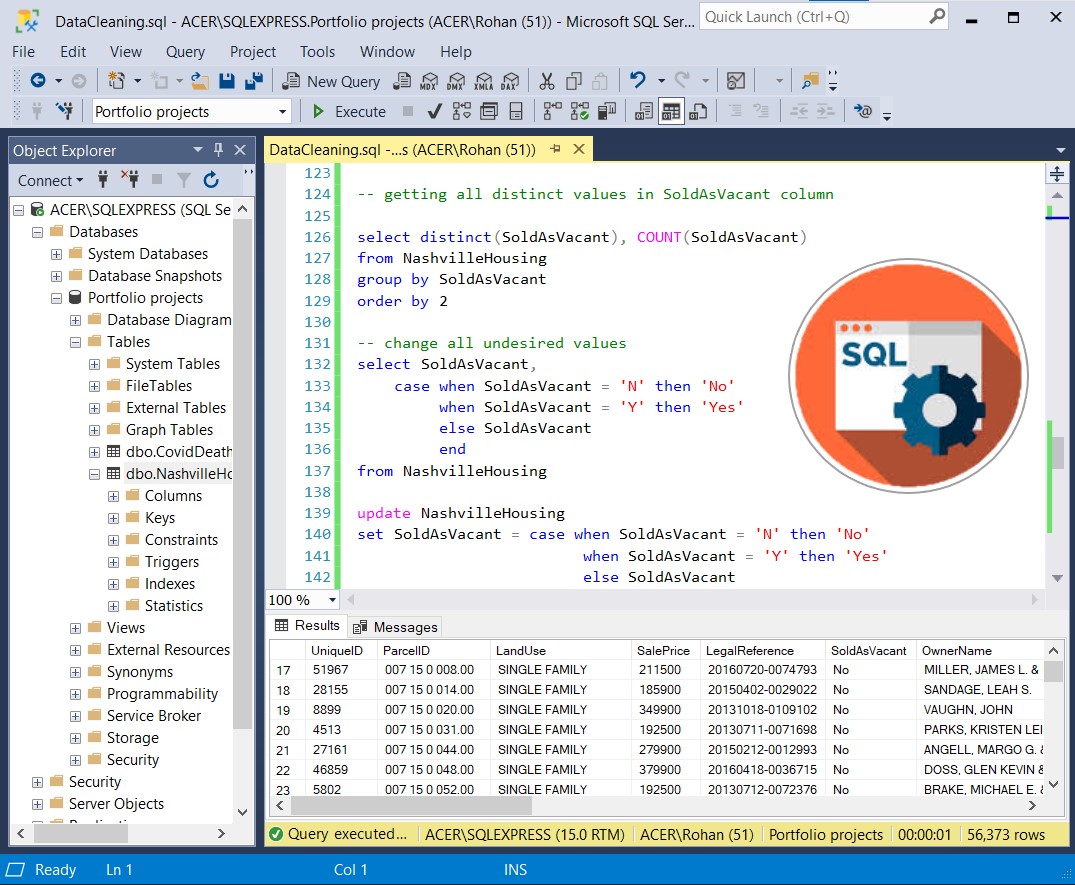 DataCleaning.sql - ACER\SQLEXPRESS.Portfolio projects (ACER\Rohan (51)) - Microsoft SQL Ser...
Quick Launch (Ctrl+Q)
File Edit View Query Project Tools Window Help
New Query MDX DMX XMLA DAX
Portfolio projects Execute
Object Explorer
Connect
ACER\SQLEXPRESS (SQL Se
Databases
System Databases
Database Snapshots
Portfolio projects
Database Diagram
Tables
System Tables
FileTables
External Tables
Graph Tables
dbo.CovidDeath
dbo.NashvilleHo
Columns
Keys
Constraints
Triggers
Indexes
Statistics
Views
External Resources
Synonyms
Programmability
Service Broker
Storage
Security
Security
Server Objects
DataCleaning.sql -...s (ACER\Rohan (51))
123
124 -- getting all distinct values in SoldAsVacant column
125
126 select distinct(SoldAsVacant), COUNT(SoldAsVacant)
127 from NashvilleHousing
128 group by SoldAsVacant
129 order by 2
130
131 -- change all undesired values
132 select SoldAsVacant,
133 case when SoldAsVacant = 'N' then 'No'
134 when SoldAsVacant = 'Y' then 'Yes'
135 else SoldAsVacant
136 end
137 from NashvilleHousing
138
139 update NashvilleHousing
140 set SoldAsVacant = case when SoldAsVacant = 'N' then 'No'
141 when SoldAsVacant = 'Y' then 'Yes'
142 else SoldAsVacant
SQL
100 %
Results Messages
UniqueID ParcelID LandUse SalePrice LegalReference SoldAsVacant OwnerName
17 51967 007 15 0 008.00 SINGLE FAMILY 211500 20160720-0074793 No MILLER, JAMES L. &
18 28155 007 15 0 014.00 SINGLE FAMILY 185900 20150402-0029022 No SANDAGE, LEAH S.
19 8899 007 15 0 020.00 SINGLE FAMILY 349900 20131018-0109102 No VAUGHN, JOHN
20 4513 007 15 0 031.00 SINGLE FAMILY 192500 20130711-0071698 No PARKS, KRISTEN LEI
21 27161 007 15 0 044.00 SINGLE FAMILY 279900 20150212-0012993 No ANGELL, MARGO G. &
22 46859 007 15 0 048.00 SINGLE FAMILY 379900 20160418-0036715 No DOSS, GLEN KEVIN &
23 5802 007 15 0 052.00 SINGLE FAMILY 192500 20130712-0072376 No BRAKE, MICHAEL E. &
Query executed... ACER\SQLEXPRESS (15.0 RTM) ACER\Rohan (51) Portfolio projects 00:00:01 56,373 rows
Ready Ln 1 Col 1 INS